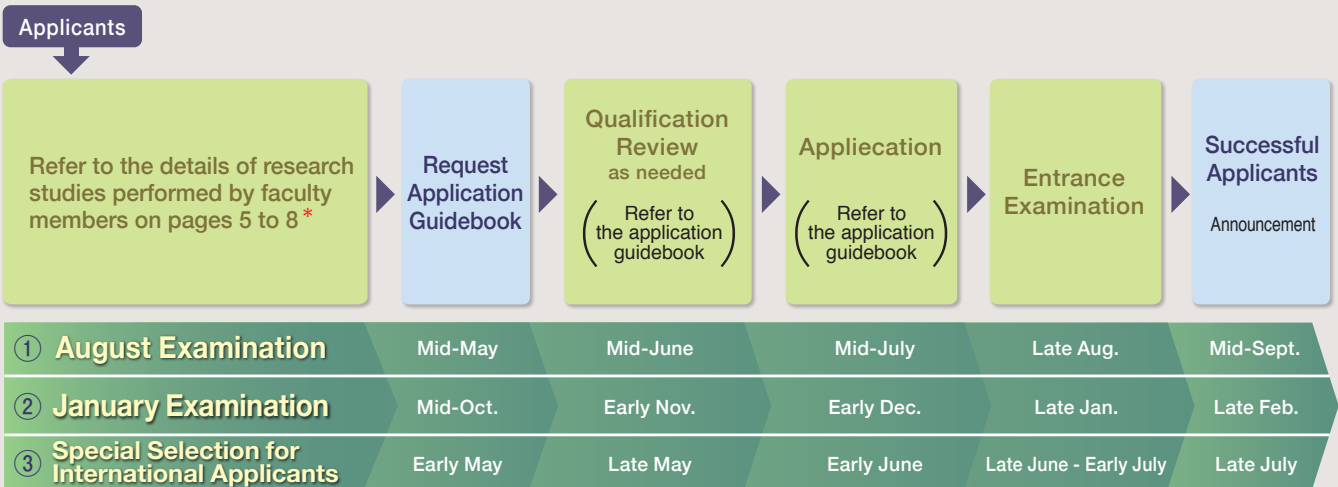 Applicants
Refer to the details of research
studies performed by faculty
members on pages 5 to 8*
Request
Application
Guidebook
Qualification
Review
as needed
(Refer to
the application
guidebook)
Appliecation
(Refer to
the application
guidebook)
Entrance
Examination
Successful
Applicants
Announcement
① August Examination Mid-May Mid-June Mid-July Late Aug. Mid-Sept.
② January Examination Mid-Oct. Early Nov. Early Dec. Late Jan. Late Feb.
③ Special Selection for
International Applicants Early May Late May Early June Late June - Early July Late July